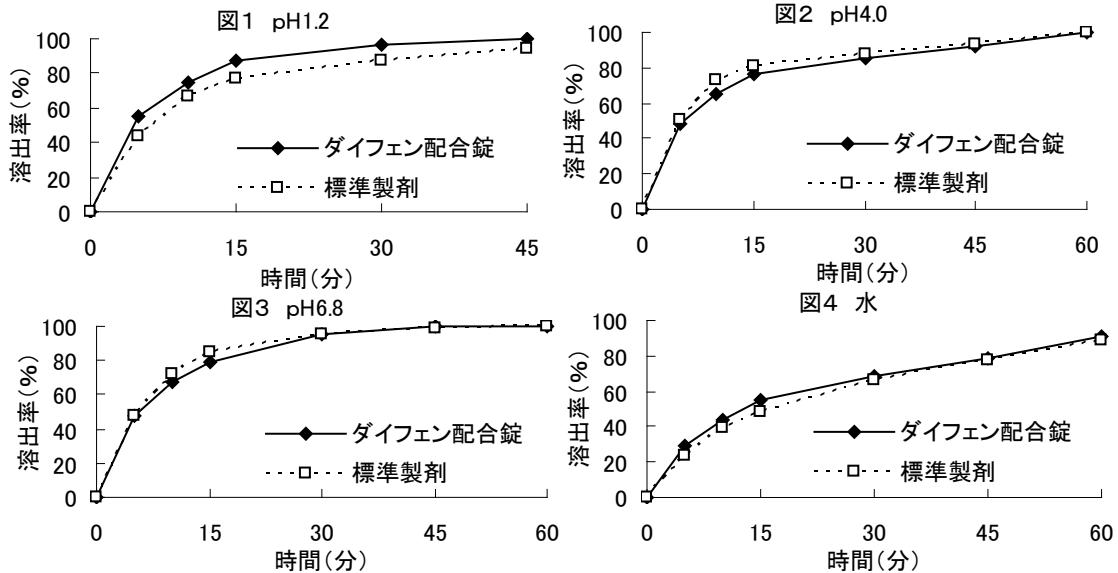 図1 pH1.2
溶出率(%)
100
80
60
40
20
0
ダイフェン配合錠
標準製剤
0 15 30 45
時間(分)
図2 pH4.0
溶出率(%)
100
80
60
40
20
0
ダイフェン配合錠
標準製剤
0 15 30 45 60
時間(分)
図3 pH6.8
溶出率(%)
100
80
60
40
20
0
ダイフェン配合錠
標準製剤
0 15 30 45 60
時間(分)
図4 水
溶出率(%)
100
80
60
40
20
0
ダイフェン配合錠
標準製剤
0 15 30 45 60
時間(分)